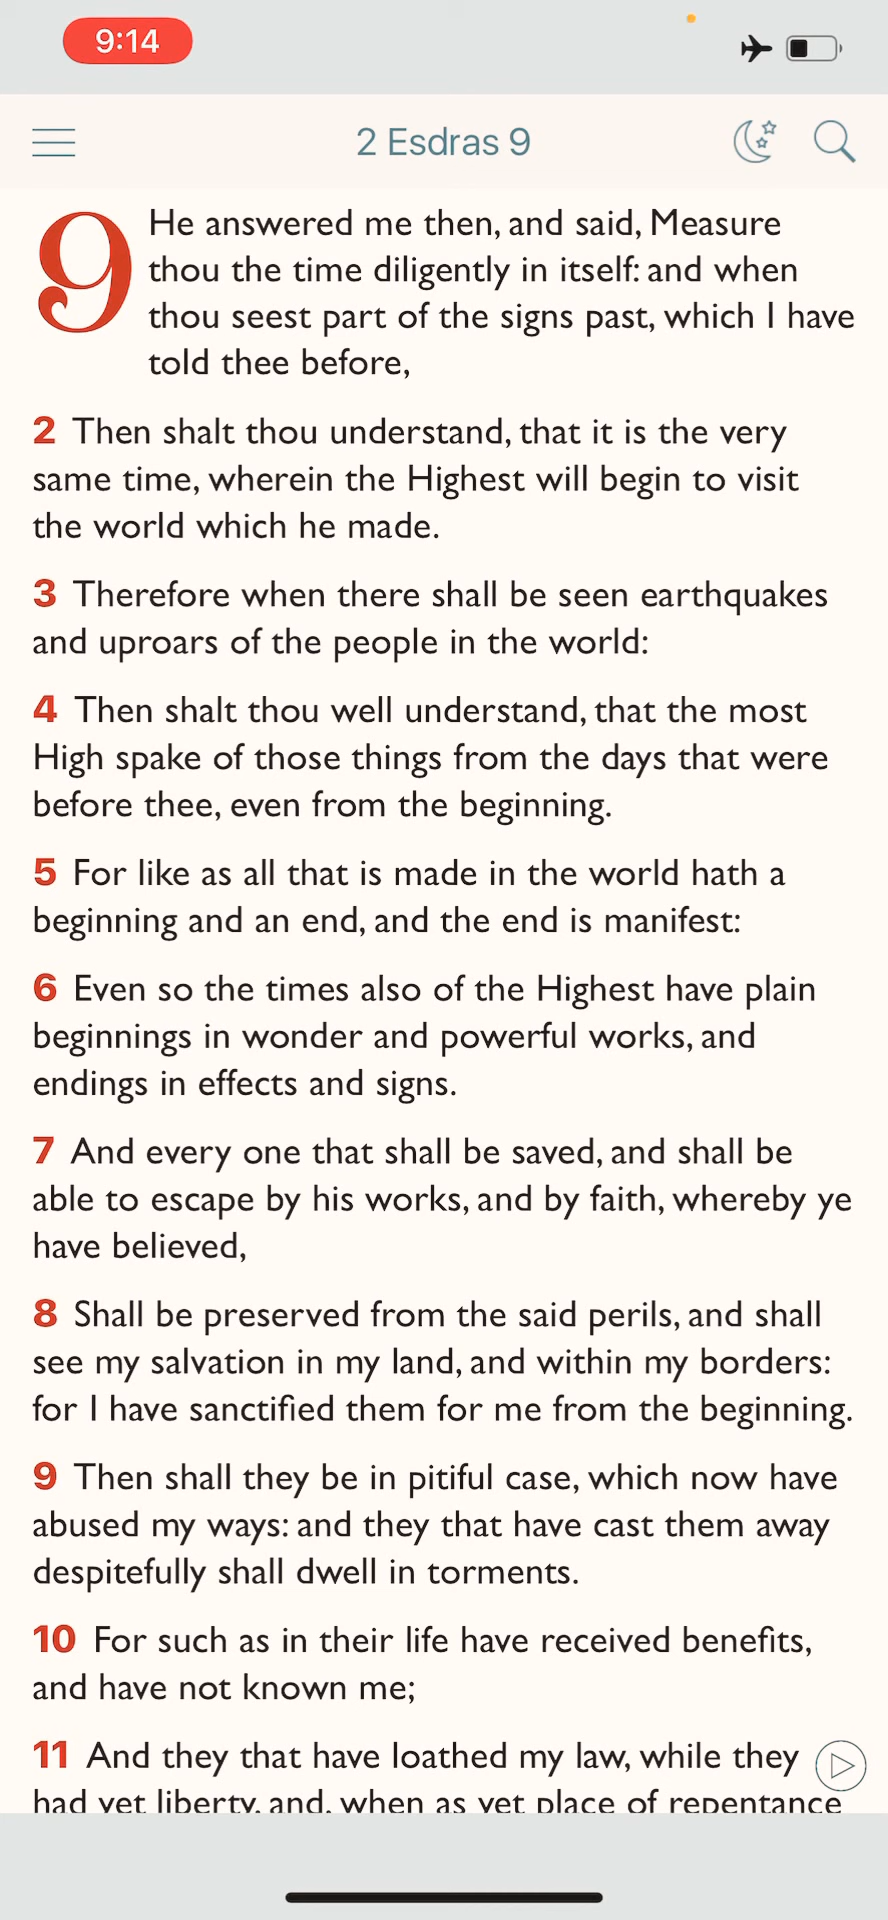 9:14
2 Esdras 9
9 He answered me then, and said, Measure
thou the time diligently in itself: and when
thou seest part of the signs past, which I have
told thee before,
2 Then shalt thou understand, that it is the very
same time, wherein the Highest will begin to visit
the world which he made.
3 Therefore when there shall be seen earthquakes
and uproars of the people in the world:
4 Then shalt thou well understand, that the most
High spake of those things from the days that were
before thee, even from the beginning.
5 For like as all that is made in the world hath a
beginning and an end, and the end is manifest:
6 Even so the times also of the Highest have plain
beginnings in wonder and powerful works, and
endings in effects and signs.
7 And every one that shall be saved, and shall be
able to escape by his works, and by faith, whereby ye
have believed,
8 Shall be preserved from the said perils, and shall
see my salvation in my land, and within my borders:
for I have sanctified them for me from the beginning.
9 Then shall they be in pitiful case, which now have
abused my ways: and they that have cast them away
despitefully shall dwell in torments.
10 For such as in their life have received benefits,
and have not known me;
11 And they that have loathed my law, while they
had yet liberty, and, when as yet place of repentance